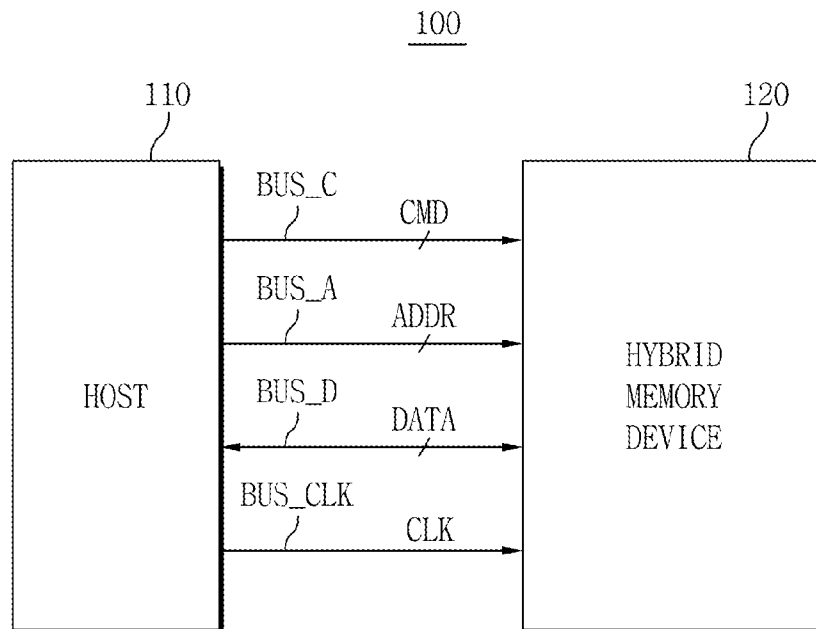 100
110
120
BUS_C
CMD
BUS_A
ADDR
HOST
BUS_D
DATA
HYBRID
MEMORY
DEVICE
BUS_CLK
CLK